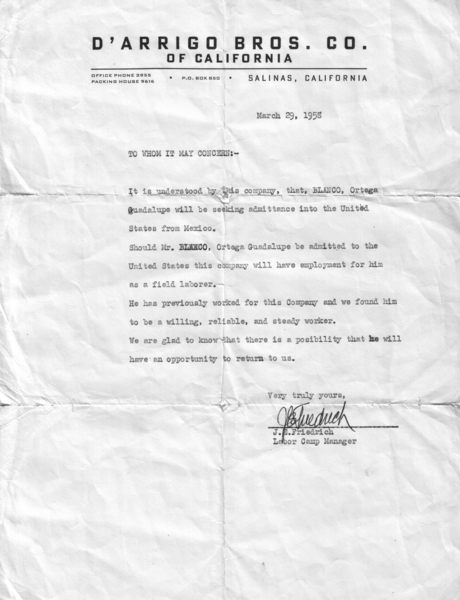 D'ARRIGO BROS. CO.
OF CALIFORNIA
OFFICE PHONE 3955
PACKING HOUSE 9616
• P.O. BOX 850 •
SALINAS, CALIFORNIA
March 29, 1958
TO WHOM IT MAY CONCERN:-
It is understood by this company, that, BLANCO, Ortega
Guadalupe will be seeking admittance into the United
States from Mexico.
Should Mr. BLANCO, Ortega Guadalupe be admitted to the
United States this company will have employment for him
as a field laborer.
He has previously worked for this Company and we found him
to be a willing, reliable, and steady worker.
We are glad to know that there is a posibility that he will
have an opportunity to return to us.
Very truly yours,
JBFriedrich
J.B.Friedrich
Labor Camp Manager